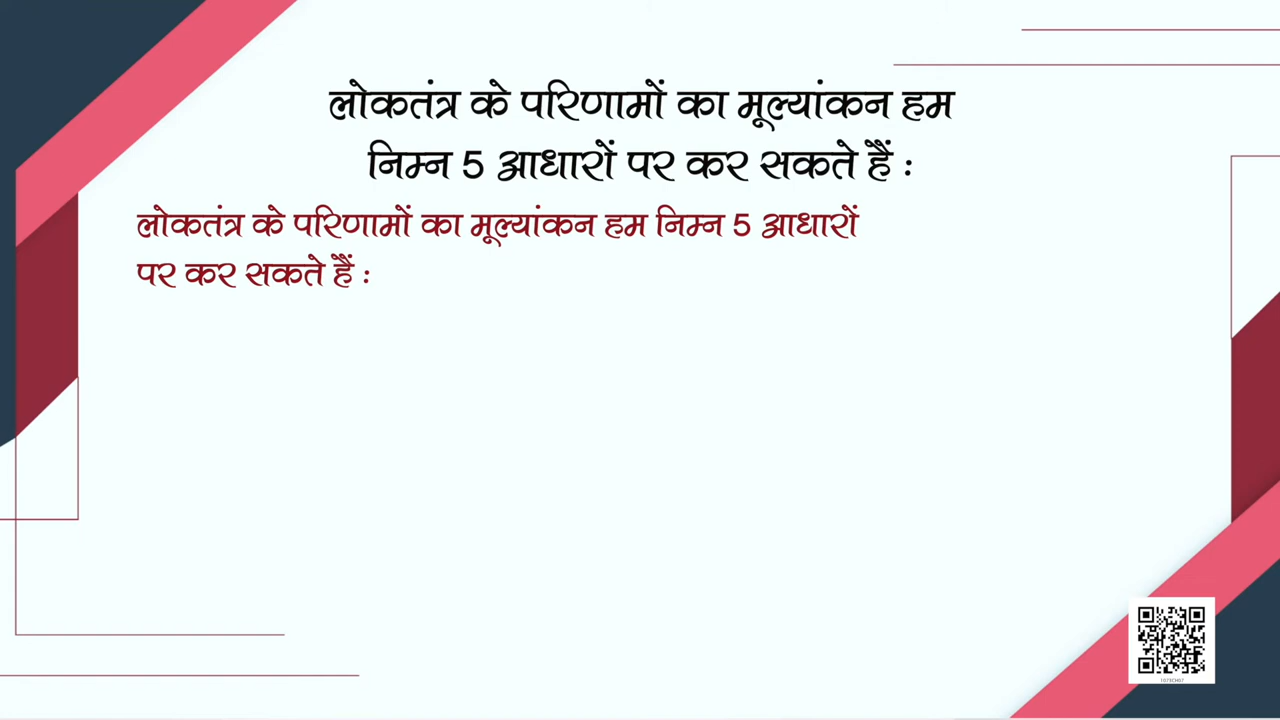 लोकतंत्र के परिणामों का मूल्यांकन हम
निम्न 5 आधारों पर कर सकते हैं :
लोकतंत्र के परिणामों का मूल्यांकन हम निम्न 5 आधारों
पर कर सकते हैं :